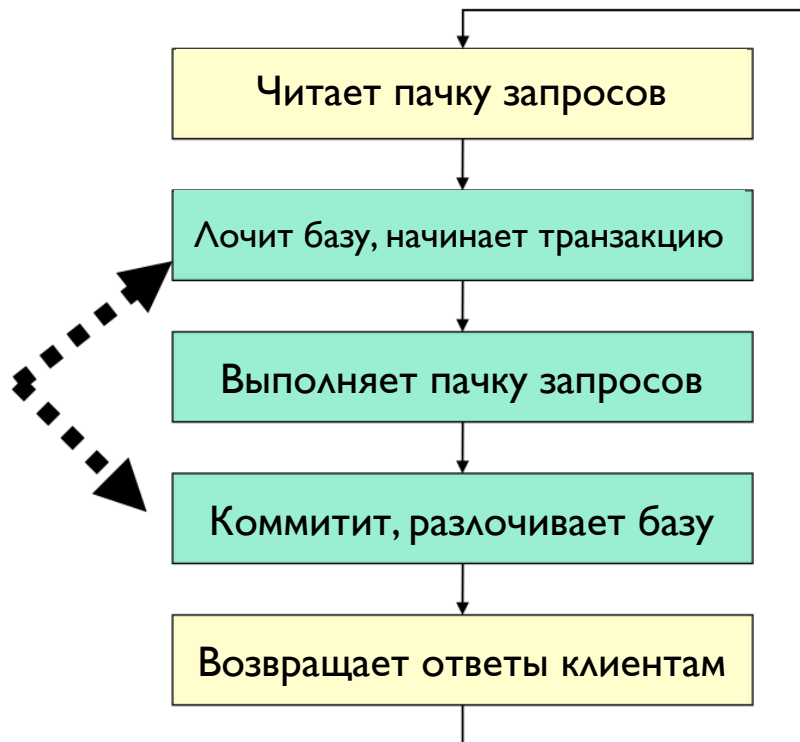 Читает пачку запросов
Лочит базу, начинает транзакцию
Выполняет пачку запросов
Коммитит, разлочивает базу
Возвращает ответы клиентам